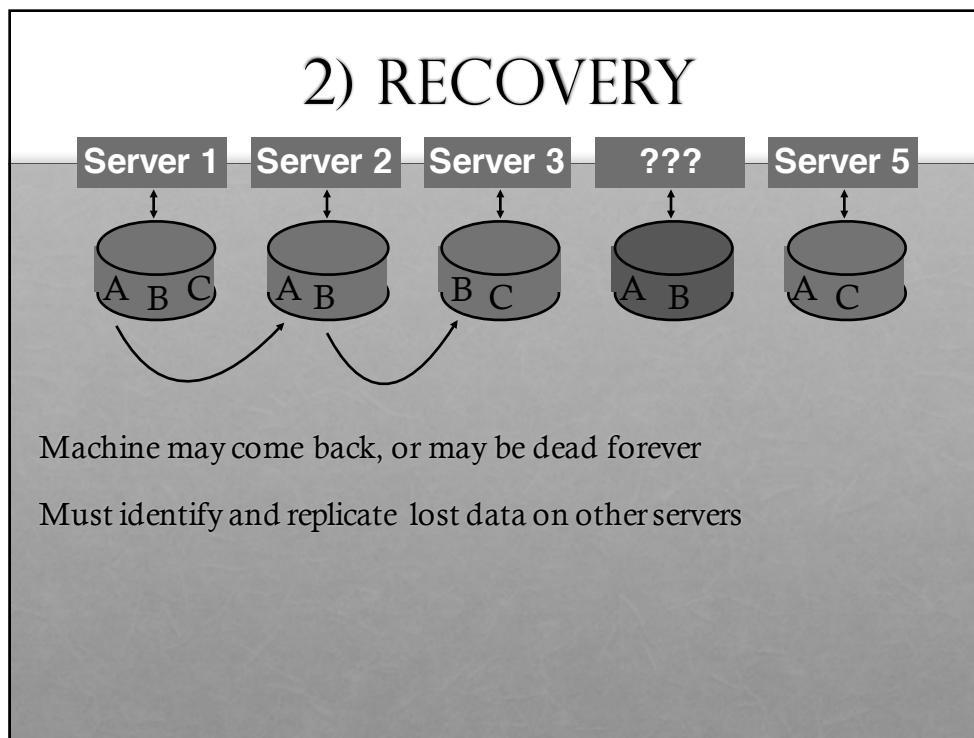 2) RECOVERY
Server 1 Server 2 Server 3 ??? Server 5
A B C A B B C A B A C
Machine may come back, or may be dead forever
Must identify and replicate lost data on other servers